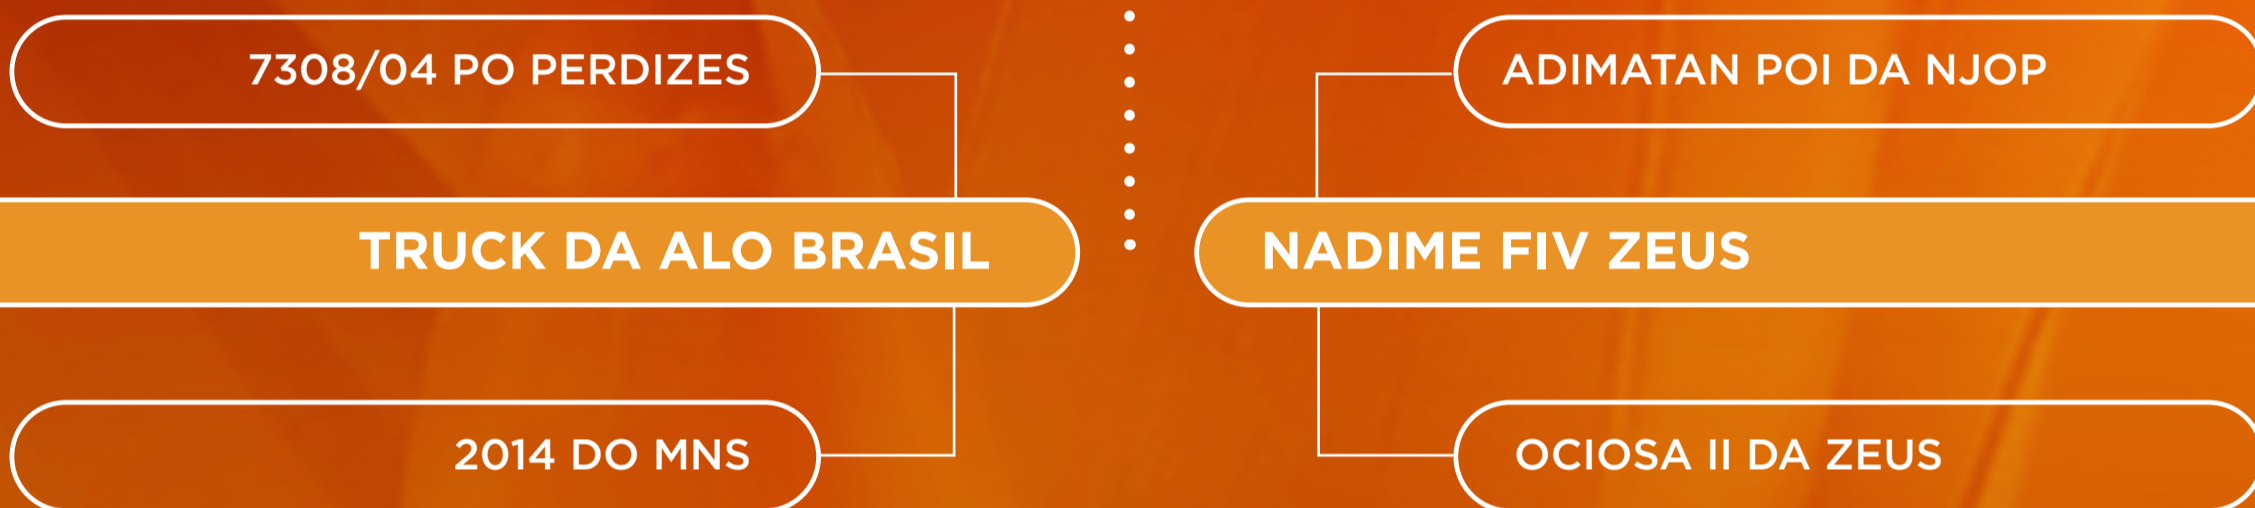 7308/04 PO PERDIZES
TRUCK DA ALO BRASIL
2014 DO MNS
ADIMATAN POI DA NJOP
NADIME FIV ZEUS
OCIOSA II DA ZEUS